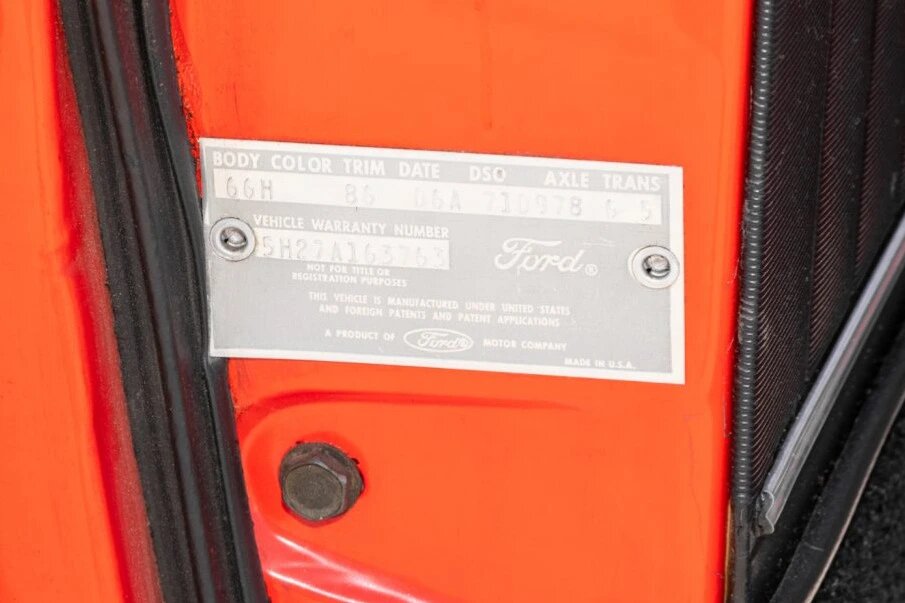 BODY COLOR TRIM DATE DSO AXLE TRANS
66H 86 06A 710978 6 5
VEHICLE WARRANTY NUMBER
5H27A163763
Ford®
NOT FOR TITLE OR
REGISTRATION PURPOSES
THIS VEHICLE IS MANUFACTURED UNDER UNITED STATES
AND FOREIGN PATENTS AND PATENT APPLICATIONS
A PRODUCT OF Ford MOTOR COMPANY
MADE IN U.S.A.